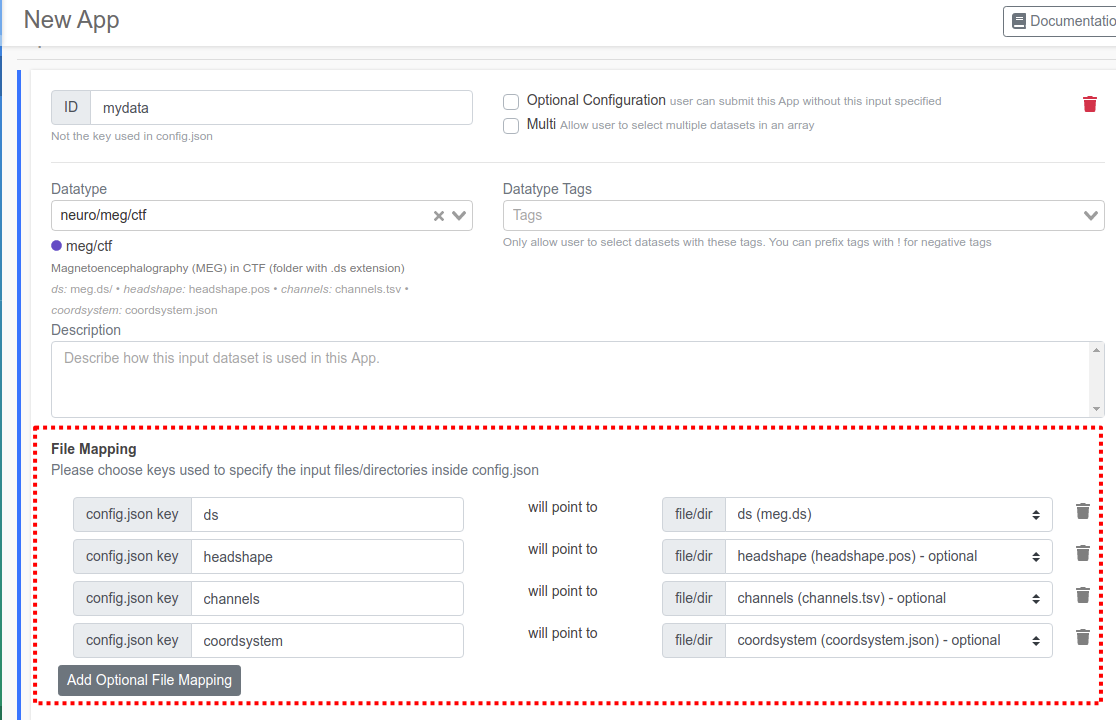 New App
Documentatio
ID mydata
Not the key used in config.json
Optional Configuration user can submit this App without this input specified
Multi Allow user to select multiple datasets in an array
Datatype
neuro/meg/ctf
meg/ctf
Magnetoencephalography (MEG) in CTF (folder with .ds extension)
ds: meg.ds/ • headshape: headshape.pos • channels: channels.tsv •
coordsystem: coordsystem.json
Datatype Tags
Tags
Only allow user to select datasets with these tags. You can prefix tags with ! for negative tags
Description
Describe how this input dataset is used in this App.
File Mapping
Please choose keys used to specify the input files/directories inside config.json
config.json key ds will point to file/dir ds (meg.ds)
config.json key headshape will point to file/dir headshape (headshape.pos) - optional
config.json key channels will point to file/dir channels (channels.tsv) - optional
config.json key coordsystem will point to file/dir coordsystem (coordsystem.json) - optional
Add Optional File Mapping